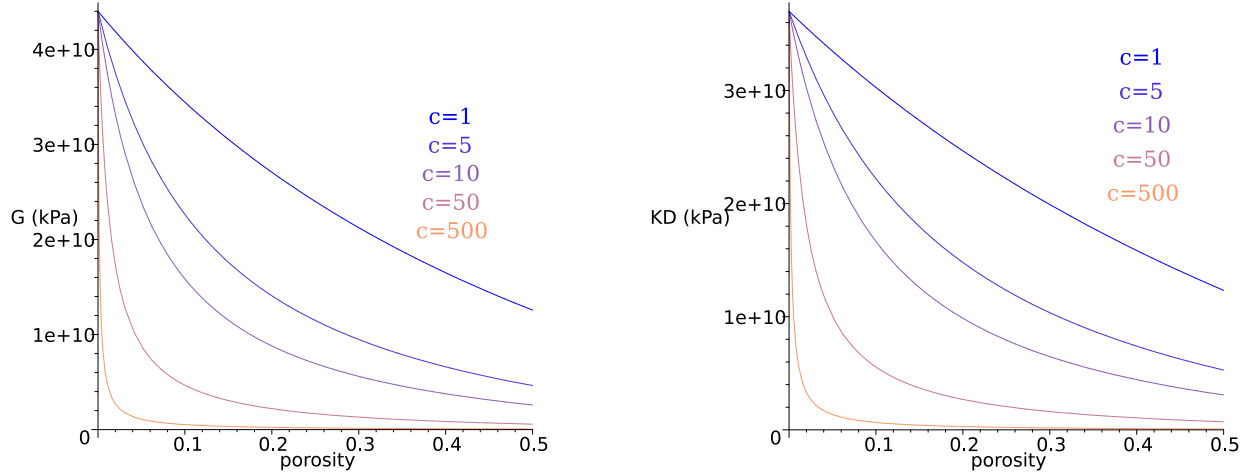 4e+10
c=1
3e+10
c=5
c=10
c=50
G (kPa)
c=500
2e+10
1e+10
0
0.1
0.2
0.3
0.4
0.5
porosity
c=1
3e+10
c=5
c=10
c=50
c=500
2e+10
KD (kPa)
1e+10
0
0.1
0.2
0.3
0.4
0.5
porosity